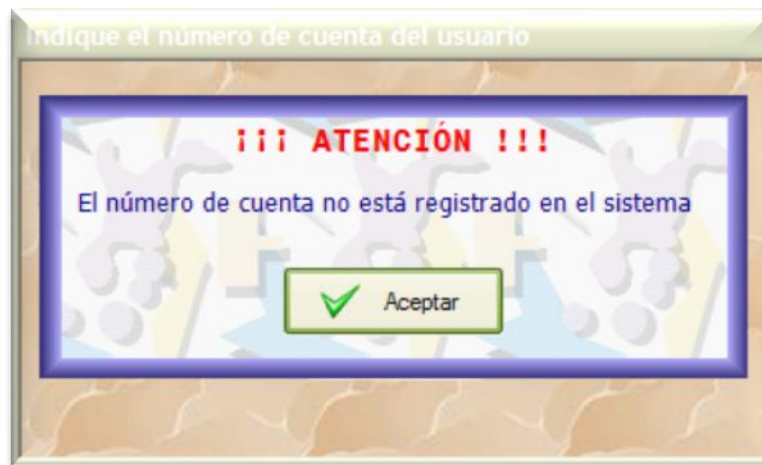 Indique el número de cuenta del usuario
¡¡¡ ATENCIÓN !!!
El número de cuenta no está registrado en el sistema
Aceptar